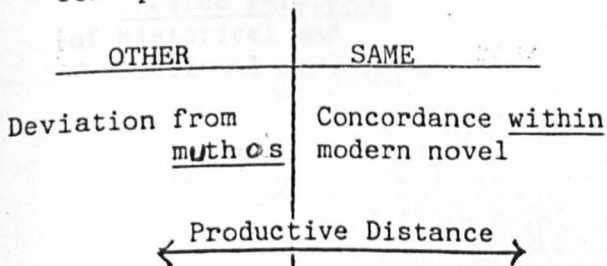 OTHER SAME
Deviation from Concordance within
muthos modern novel
Productive Distance